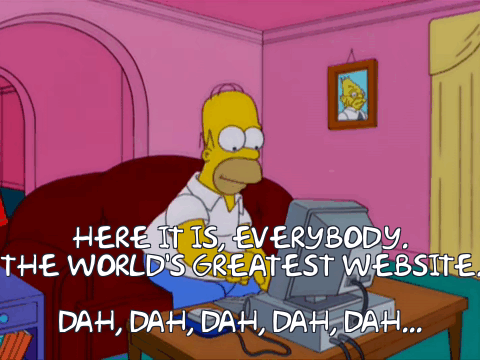 HERE IT IS, EVERYBODY.
THE WORLD'S GREATEST WEBSITE.
DAH, DAH, DAH, DAH, DAH...